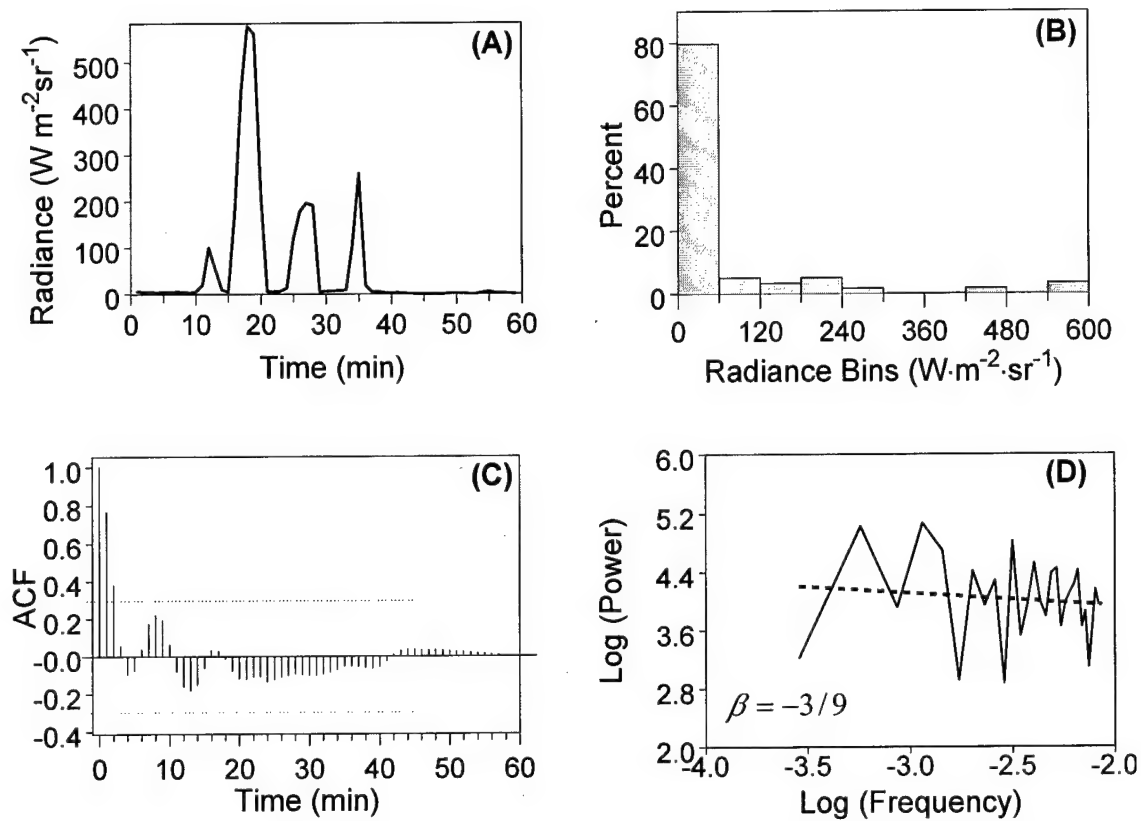 (A)
Radiance (W m⁻²sr⁻¹)
500
400
300
200
100
0
0 10 20 30 40 50 60
Time (min)
(B)
Percent
80
60
40
20
0
0 120 240 360 480 600
Radiance Bins (W·m⁻²·sr⁻¹)
(C)
ACF
1.0
0.8
0.6
0.4
0.2
-0.0
-0.2
-0.4
0 10 20 30 40 50 60
Time (min)
(D)
Log (Power)
6.0
5.2
4.4
3.6
2.8
2.0
β = −3/9
-4.0 -3.5 -3.0 -2.5 -2.0
Log (Frequency)